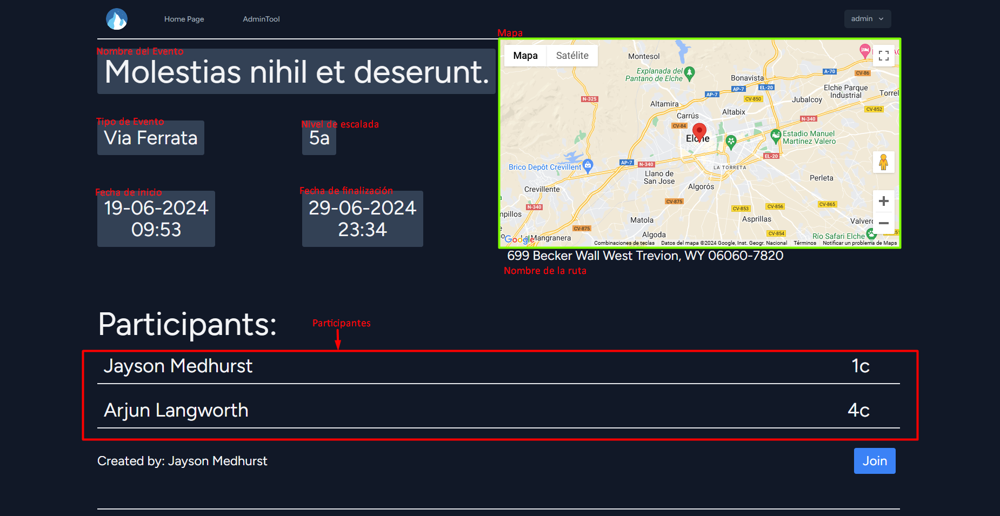 Home Page
AdminTool
admin
Mapa
Nombre del Evento
Molestias nihil et deserunt.
Tipo de Evento
Via Ferrata
Nivel de escalada
5a
Fecha de inicio
19-06-2024
09:53
Fecha de finalización
29-06-2024
23:34
Mapa
Satélite
Montesol
Explanada del
Pantano de Elche
Bonavista
A-70
CV-86
AP-7
EL-20
Elche Parque
Industrial
AP-7
N-325
CV-850
Jubalcoy
Torrel
Altamira
CV-852
Carrús
Altabix
N-340
CV-84
Elche
Estadio Manuel
Martínez Valero
EL-20
AP-7
N-340
Brico Depôt Crevillent
LA TORRETA
Llano de
San Jose
Perleta
Algorós
Crevillente
CV-875
N-340
CV-853
CV-856
CV-865
npillos
Matola
Asprillas
Valverd
CV-875
Algoda
CV-854
Río Safari Elche
La Mangranera
Google
Combinaciones de teclas
Datos del mapa ©2024 Google, Inst. Geogr. Nacional
Términos
Notificar un problema de Maps
699 Becker Wall West Trevion, WY 06060-7820
Nombre de la ruta
Participants:
Participantes
Jayson Medhurst 1c
Arjun Langworth 4c
Created by: Jayson Medhurst
Join